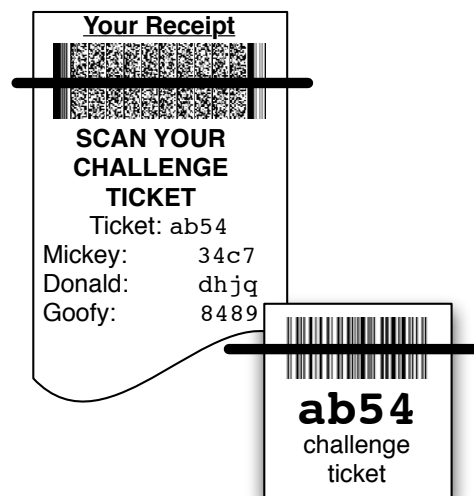 Your Receipt
SCAN YOUR
CHALLENGE
TICKET
Ticket: ab54
Mickey: 34c7
Donald: dhjq
Goofy: 8489
ab54
challenge
ticket